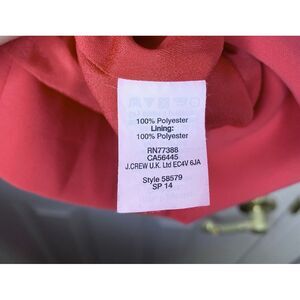 100% Polyester
Lining:
100% Polyester
RN77388
CA56445
J.CREW U.K. Ltd EC4V 6JA
Style 58579
SP 14